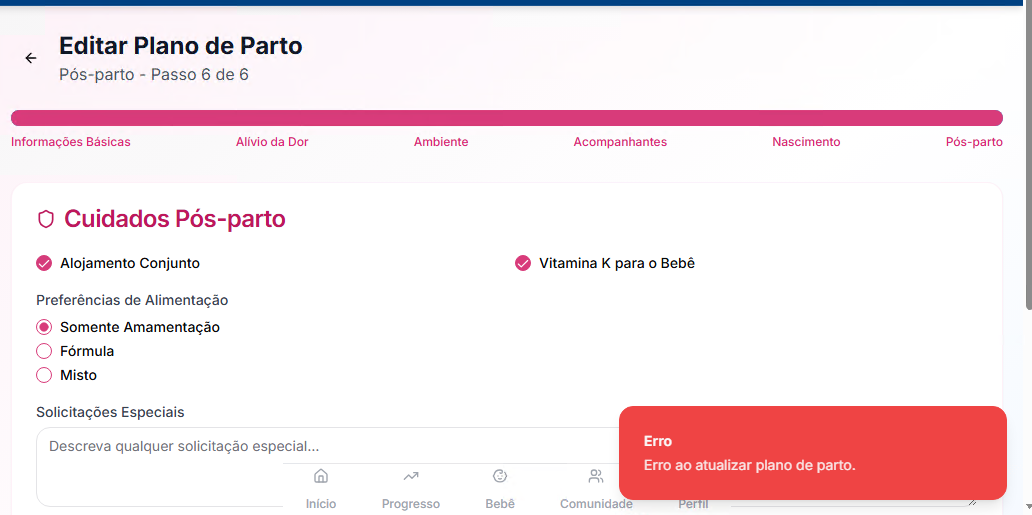 Editar Plano de Parto
Pós-parto - Passo 6 de 6
Informações Básicas
Alívio da Dor
Ambiente
Acompanhantes
Nascimento
Pós-parto
Cuidados Pós-parto
Alojamento Conjunto
Vitamina K para o Bebê
Preferências de Alimentação
Somente Amamentação
Fórmula
Misto
Solicitações Especiais
Descreva qualquer solicitação especial...
Erro
Erro ao atualizar plano de parto.
Início
Progresso
Bebê
Comunidade
Perfil